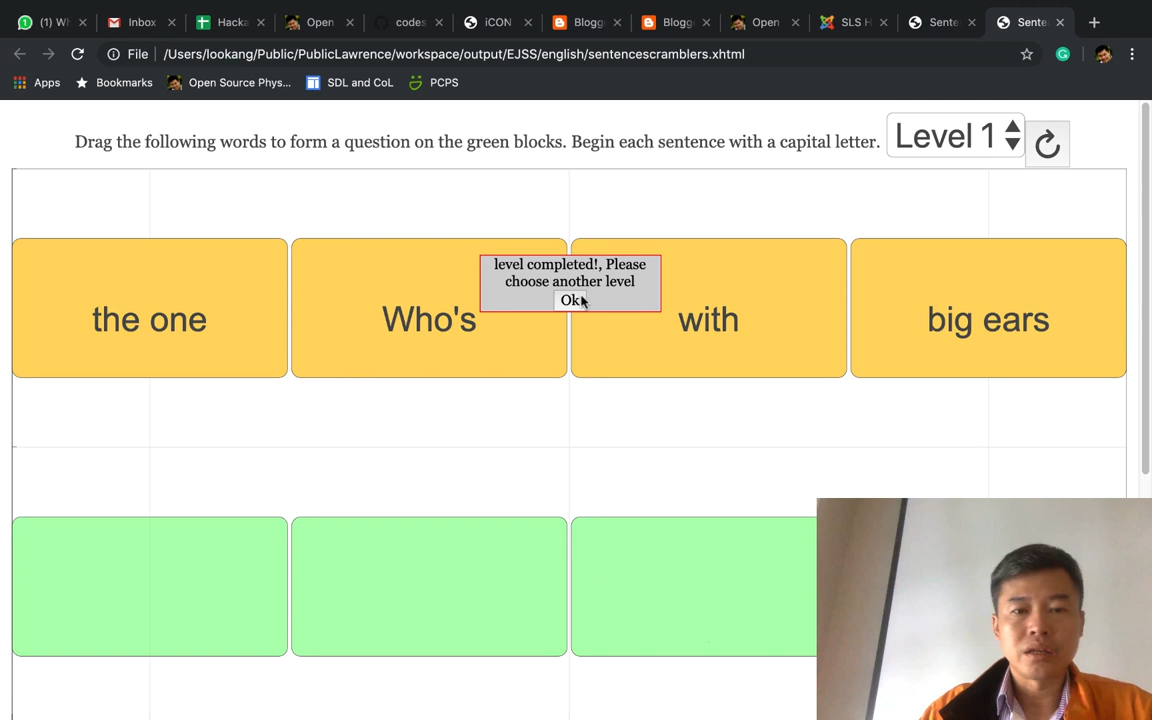 (1) W
Inbox
Hacka
Open
codes
iCON
Blogg
Blogg
Open
SLS H
Sente
Sente
File
/Users/lookang/Public/PublicLawrence/workspace/output/EJSS/english/sentencescramblers.xhtml
Apps
Bookmarks
Open Source Phys...
SDL and CoL
PCPS
Drag the following words to form a question on the green blocks. Begin each sentence with a capital letter.
Level 1
level completed!, Please
choose another level
Ok
the one
Who's
with
big ears